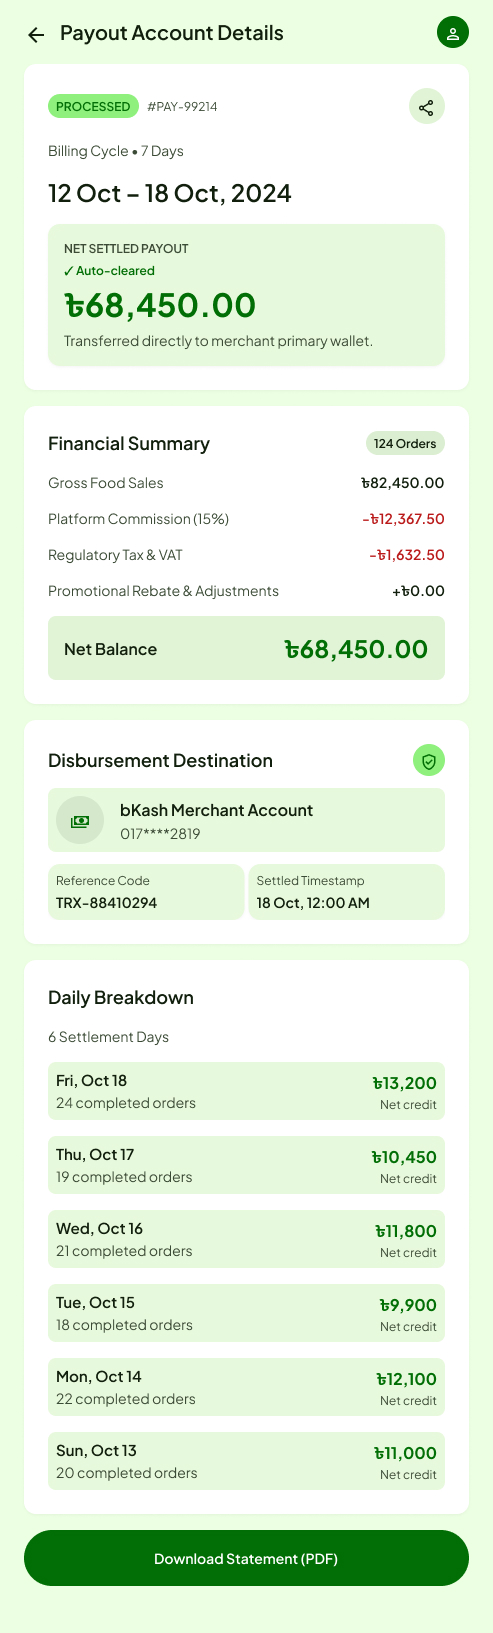 Payout Account Details
PROCESSED #PAY-99214
Billing Cycle • 7 Days
12 Oct – 18 Oct, 2024
NET SETTLED PAYOUT
✓ Auto-cleared
৳68,450.00
Transferred directly to merchant primary wallet.
Financial Summary 124 Orders
Gross Food Sales ৳82,450.00
Platform Commission (15%) -৳12,367.50
Regulatory Tax & VAT -৳1,632.50
Promotional Rebate & Adjustments +৳0.00
Net Balance ৳68,450.00
Disbursement Destination
bKash Merchant Account
017****2819
Reference Code Settled Timestamp
TRX-88410294 18 Oct, 12:00 AM
Daily Breakdown
6 Settlement Days
Fri, Oct 18 ৳13,200
24 completed orders Net credit
Thu, Oct 17 ৳10,450
19 completed orders Net credit
Wed, Oct 16 ৳11,800
21 completed orders Net credit
Tue, Oct 15 ৳9,900
18 completed orders Net credit
Mon, Oct 14 ৳12,100
22 completed orders Net credit
Sun, Oct 13 ৳11,000
20 completed orders Net credit
Download Statement (PDF)